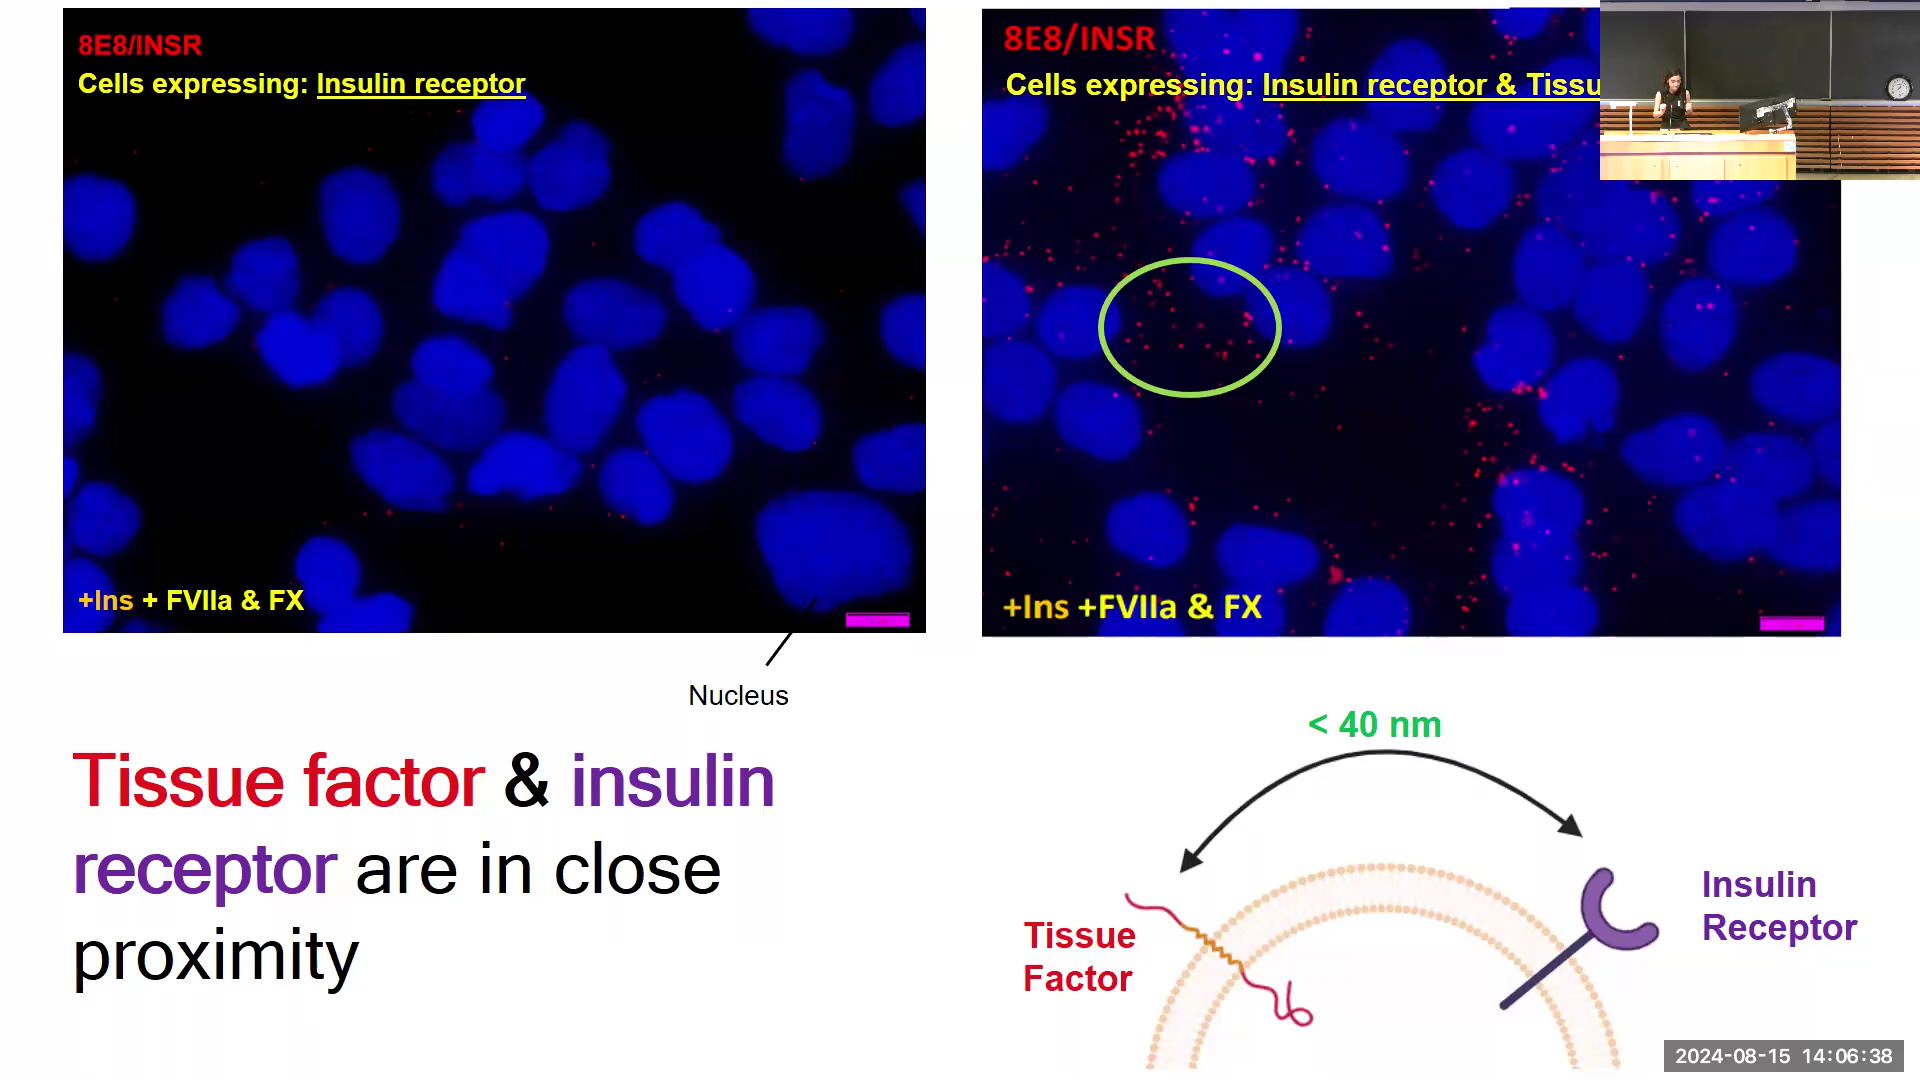 8E8/INSR
Cells expressing: Insulin receptor
+Ins + FVIIa & FX
Nucleus
8E8/INSR
Cells expressing: Insulin receptor & Tissu
+Ins +FVIIa & FX
Tissue factor & insulin
receptor are in close
proximity
< 40 nm
Tissue
Factor
Insulin
Receptor
2024-08-15 14:06:38